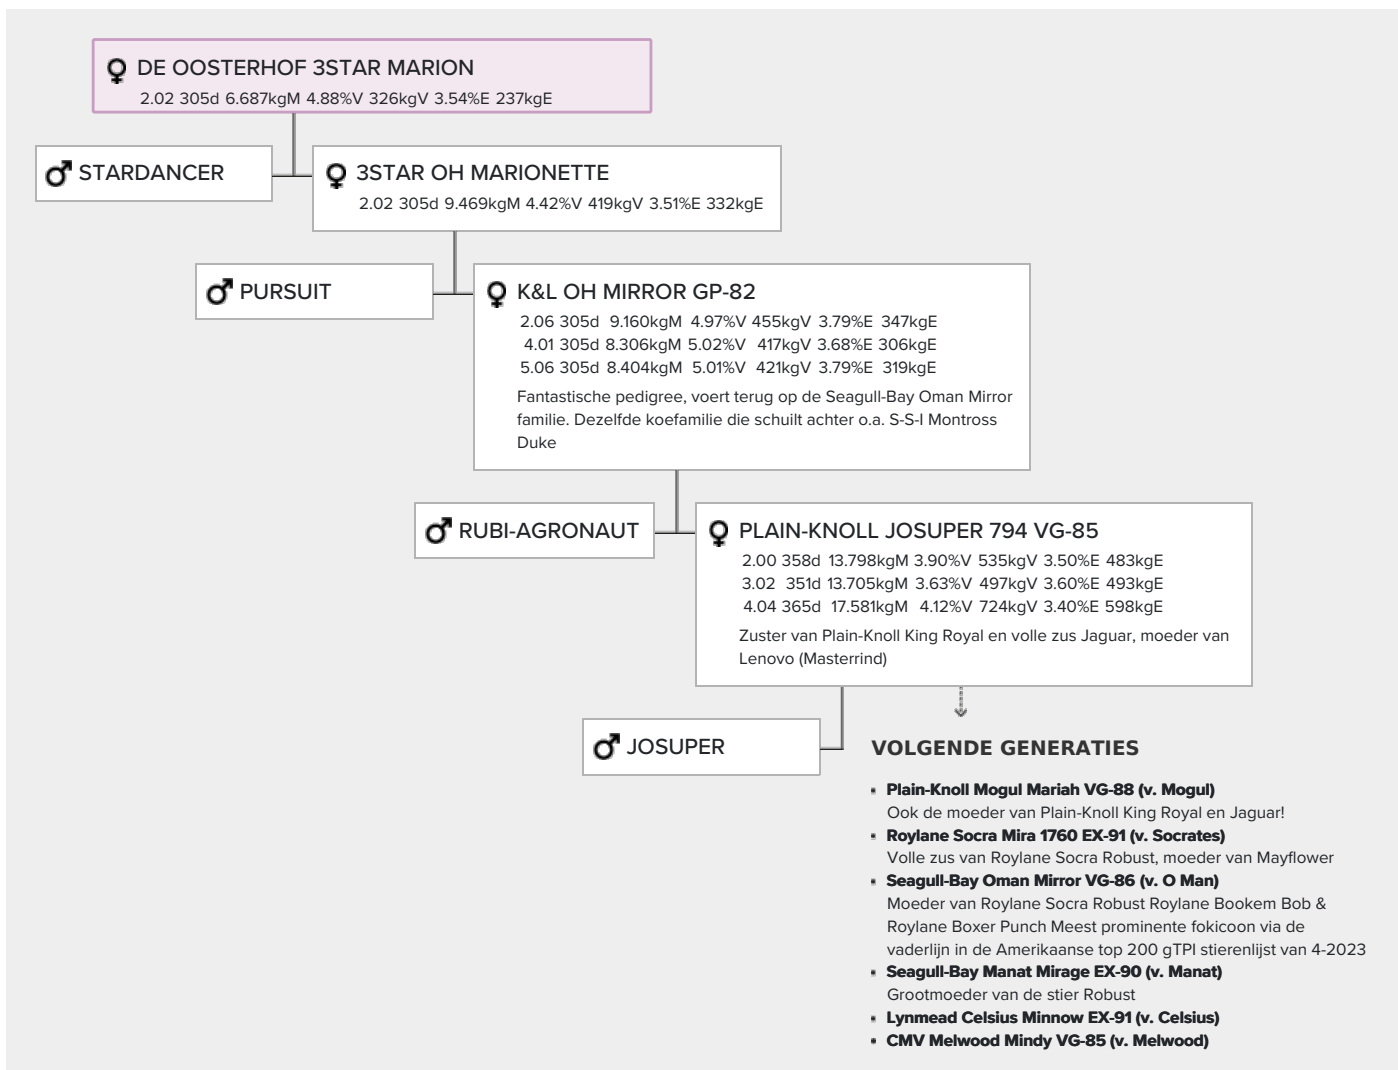 DE OOSTERHOF 3STAR MARION
2.02 305d 6.687kgM 4.88%V 326kgV 3.54%E 237kgE
STARDANCER
3STAR OH MARIONETTE
2.02 305d 9.469kgM 4.42%V 419kgV 3.51%E 332kgE
PURSUIT
K&L OH MIRROR GP-82
2.06 305d 9.160kgM 4.97%V 455kgV 3.79%E 347kgE
4.01 305d 8.306kgM 5.02%V 417kgV 3.68%E 306kgE
5.06 305d 8.404kgM 5.01%V 421kgV 3.79%E 319kgE
Fantastische pedigree, voert terug op de Seagull-Bay Oman Mirror
familie. Dezelfde koefamilie die schuilt achter o.a. S-S-I Montross
Duke
RUBI-AGRONAUT
PLAIN-KNOLL JOSUPER 794 VG-85
2.00 358d 13.798kgM 3.90%V 535kgV 3.50%E 483kgE
3.02 351d 13.705kgM 3.63%V 497kgV 3.60%E 493kgE
4.04 365d 17.581kgM 4.12%V 724kgV 3.40%E 598kgE
Zuster van Plain-Knoll King Royal en volle zus Jaguar, moeder van
Lenovo (Masterrind)
JOSUPER
VOLGENDE GENERATIES
Plain-Knoll Mogul Mariah VG-88 (v. Mogul)
Ook de moeder van Plain-Knoll King Royal en Jaguar!
Roylane Socra Mira 1760 EX-91 (v. Socrates)
Volle zus van Roylane Socra Robust, moeder van Mayflower
Seagull-Bay Oman Mirror VG-86 (v. O Man)
Moeder van Roylane Socra Robust Roylane Bookem Bob &
Roylane Boxer Punch Meest prominente fokicoon via de
vaderlijn in de Amerikaanse top 200 gTPI stierenlijst van 4-2023
Seagull-Bay Manat Mirage EX-90 (v. Manat)
Grootmoeder van de stier Robust
Lynmead Celsius Minnow EX-91 (v. Celsius)
CMV Melwood Mindy VG-85 (v. Melwood)